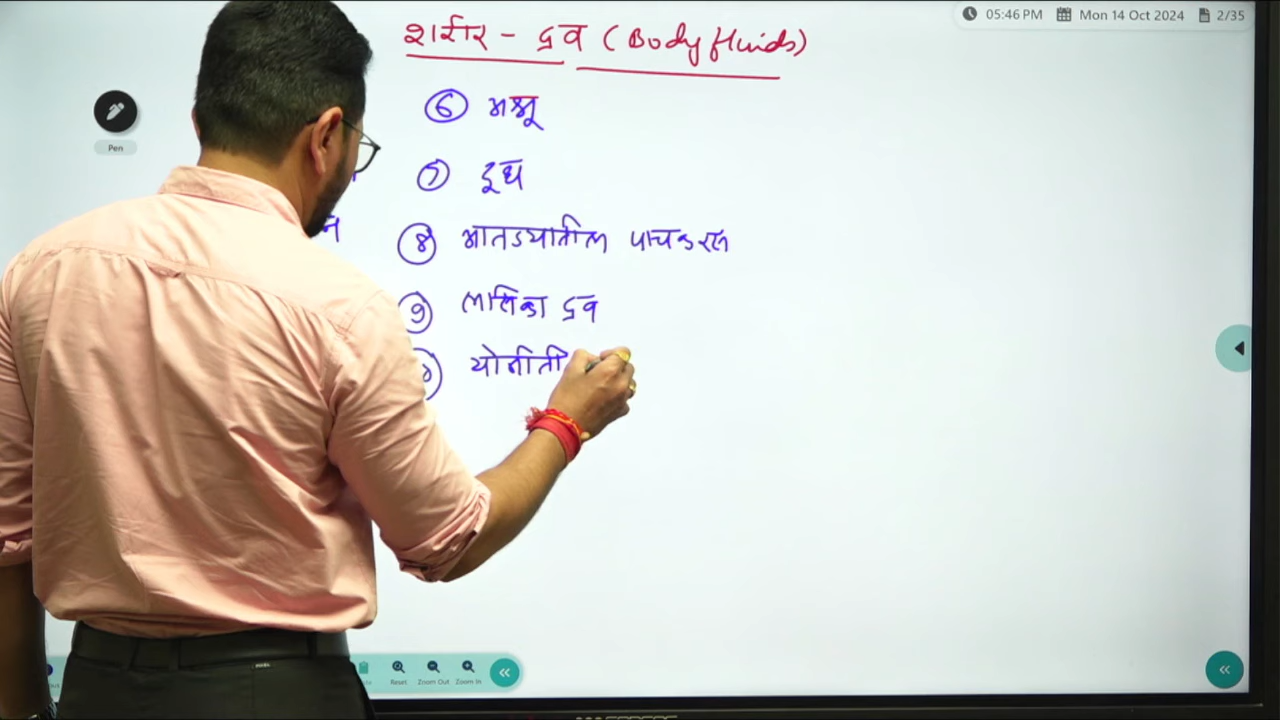 05:46 PM Mon 14 Oct 2024 2/35
शरीर - द्रव (Body fluids)
Pen
⑥ अश्रू
⑦ दूध
न
⑧ आतड्यातील पाचकरस
⑨ लासिका द्रव
योनीती
Reset Zoom Out Zoom In